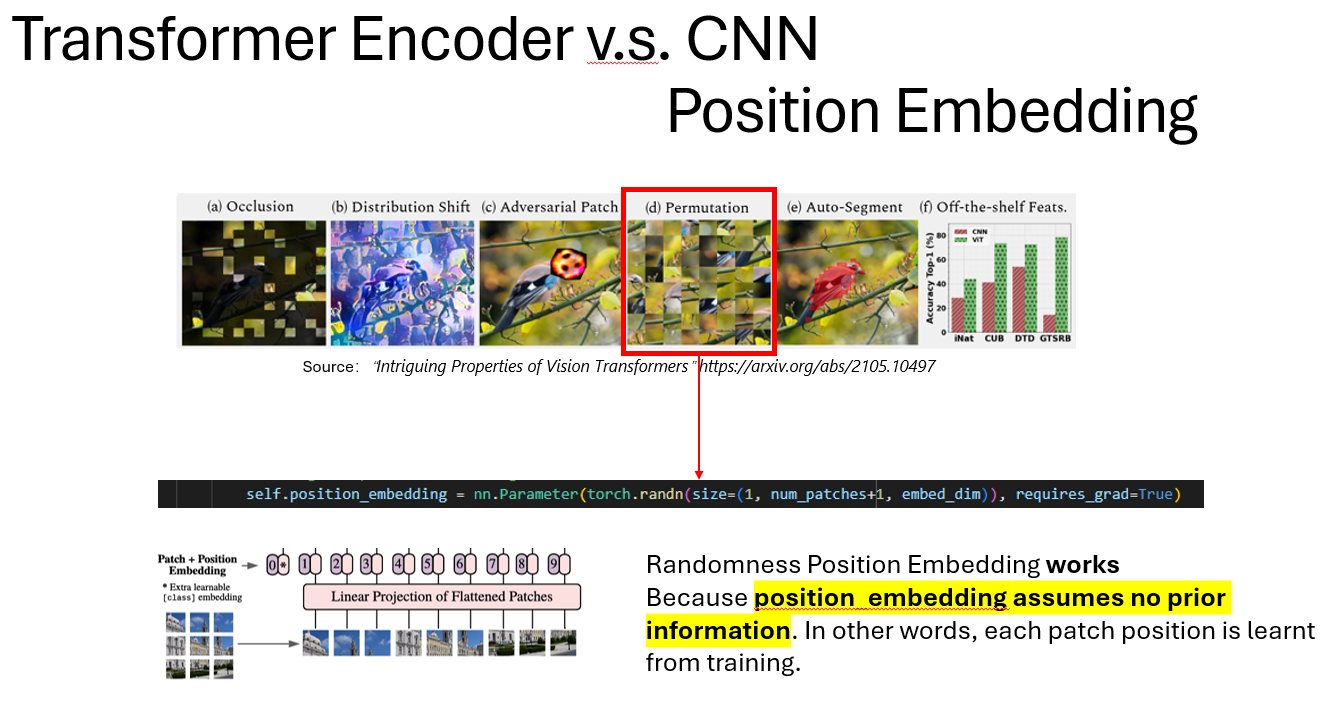 Transformer Encoder v.s. CNN
Position Embedding
(a) Occlusion
(b) Distribution Shift
(c) Adversarial Patch
(d) Permutation
(e) Auto-Segment
(f) Off-the-shelf Feats.
Accuracy Top-1 (%)
80
60
40
20
0
CNN
ViT
iNat CUB DTD GTSRB
Source: "Intriguing Properties of Vision Transformers" https://arxiv.org/abs/2105.10497
self.position_embedding = nn.Parameter(torch.randn(size=(1, num_patches+1, embed_dim)), requires_grad=True)
Patch + Position
Embedding
* Extra learnable
[class] embedding
0 * 1 2 3 4 5 6 7 8 9
Linear Projection of Flattened Patches
Randomness Position Embedding works
Because position_embedding assumes no prior
information. In other words, each patch position is learnt
from training.